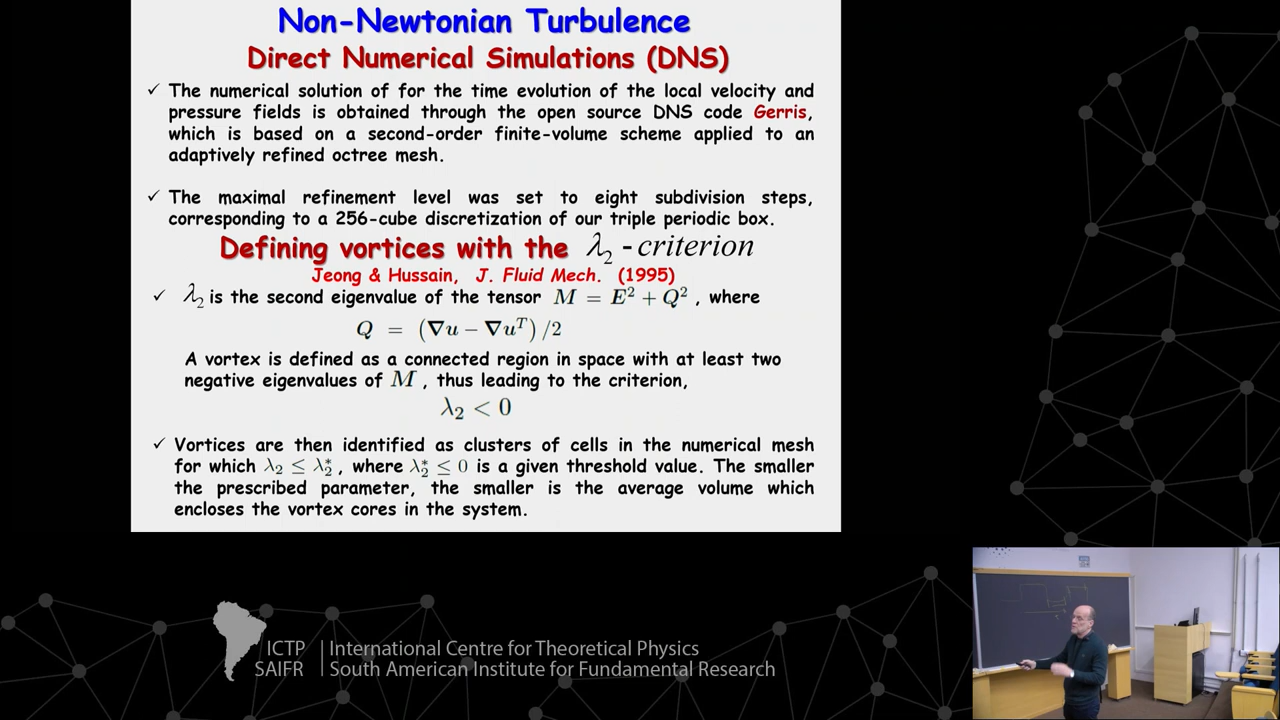 Non-Newtonian Turbulence
Direct Numerical Simulations (DNS)
✓ The numerical solution of for the time evolution of the local velocity and
pressure fields is obtained through the open source DNS code Gerris,
which is based on a second-order finite-volume scheme applied to an
adaptively refined octree mesh.
✓ The maximal refinement level was set to eight subdivision steps,
corresponding to a 256-cube discretization of our triple periodic box.
Defining vortices with the λ₂ - criterion
Jeong & Hussain, J. Fluid Mech. (1995)
✓ λ₂ is the second eigenvalue of the tensor M = E² + Q² , where
Q = (∇u − ∇uᵀ) /2
A vortex is defined as a connected region in space with at least two
negative eigenvalues of M , thus leading to the criterion,
λ₂ < 0
✓ Vortices are then identified as clusters of cells in the numerical mesh
for which λ₂ ≤ λ₂* , where λ₂* ≤ 0 is a given threshold value. The smaller
the prescribed parameter, the smaller is the average volume which
encloses the vortex cores in the system.
ICTP | International Centre for Theoretical Physics
SAIFR | South American Institute for Fundamental Research